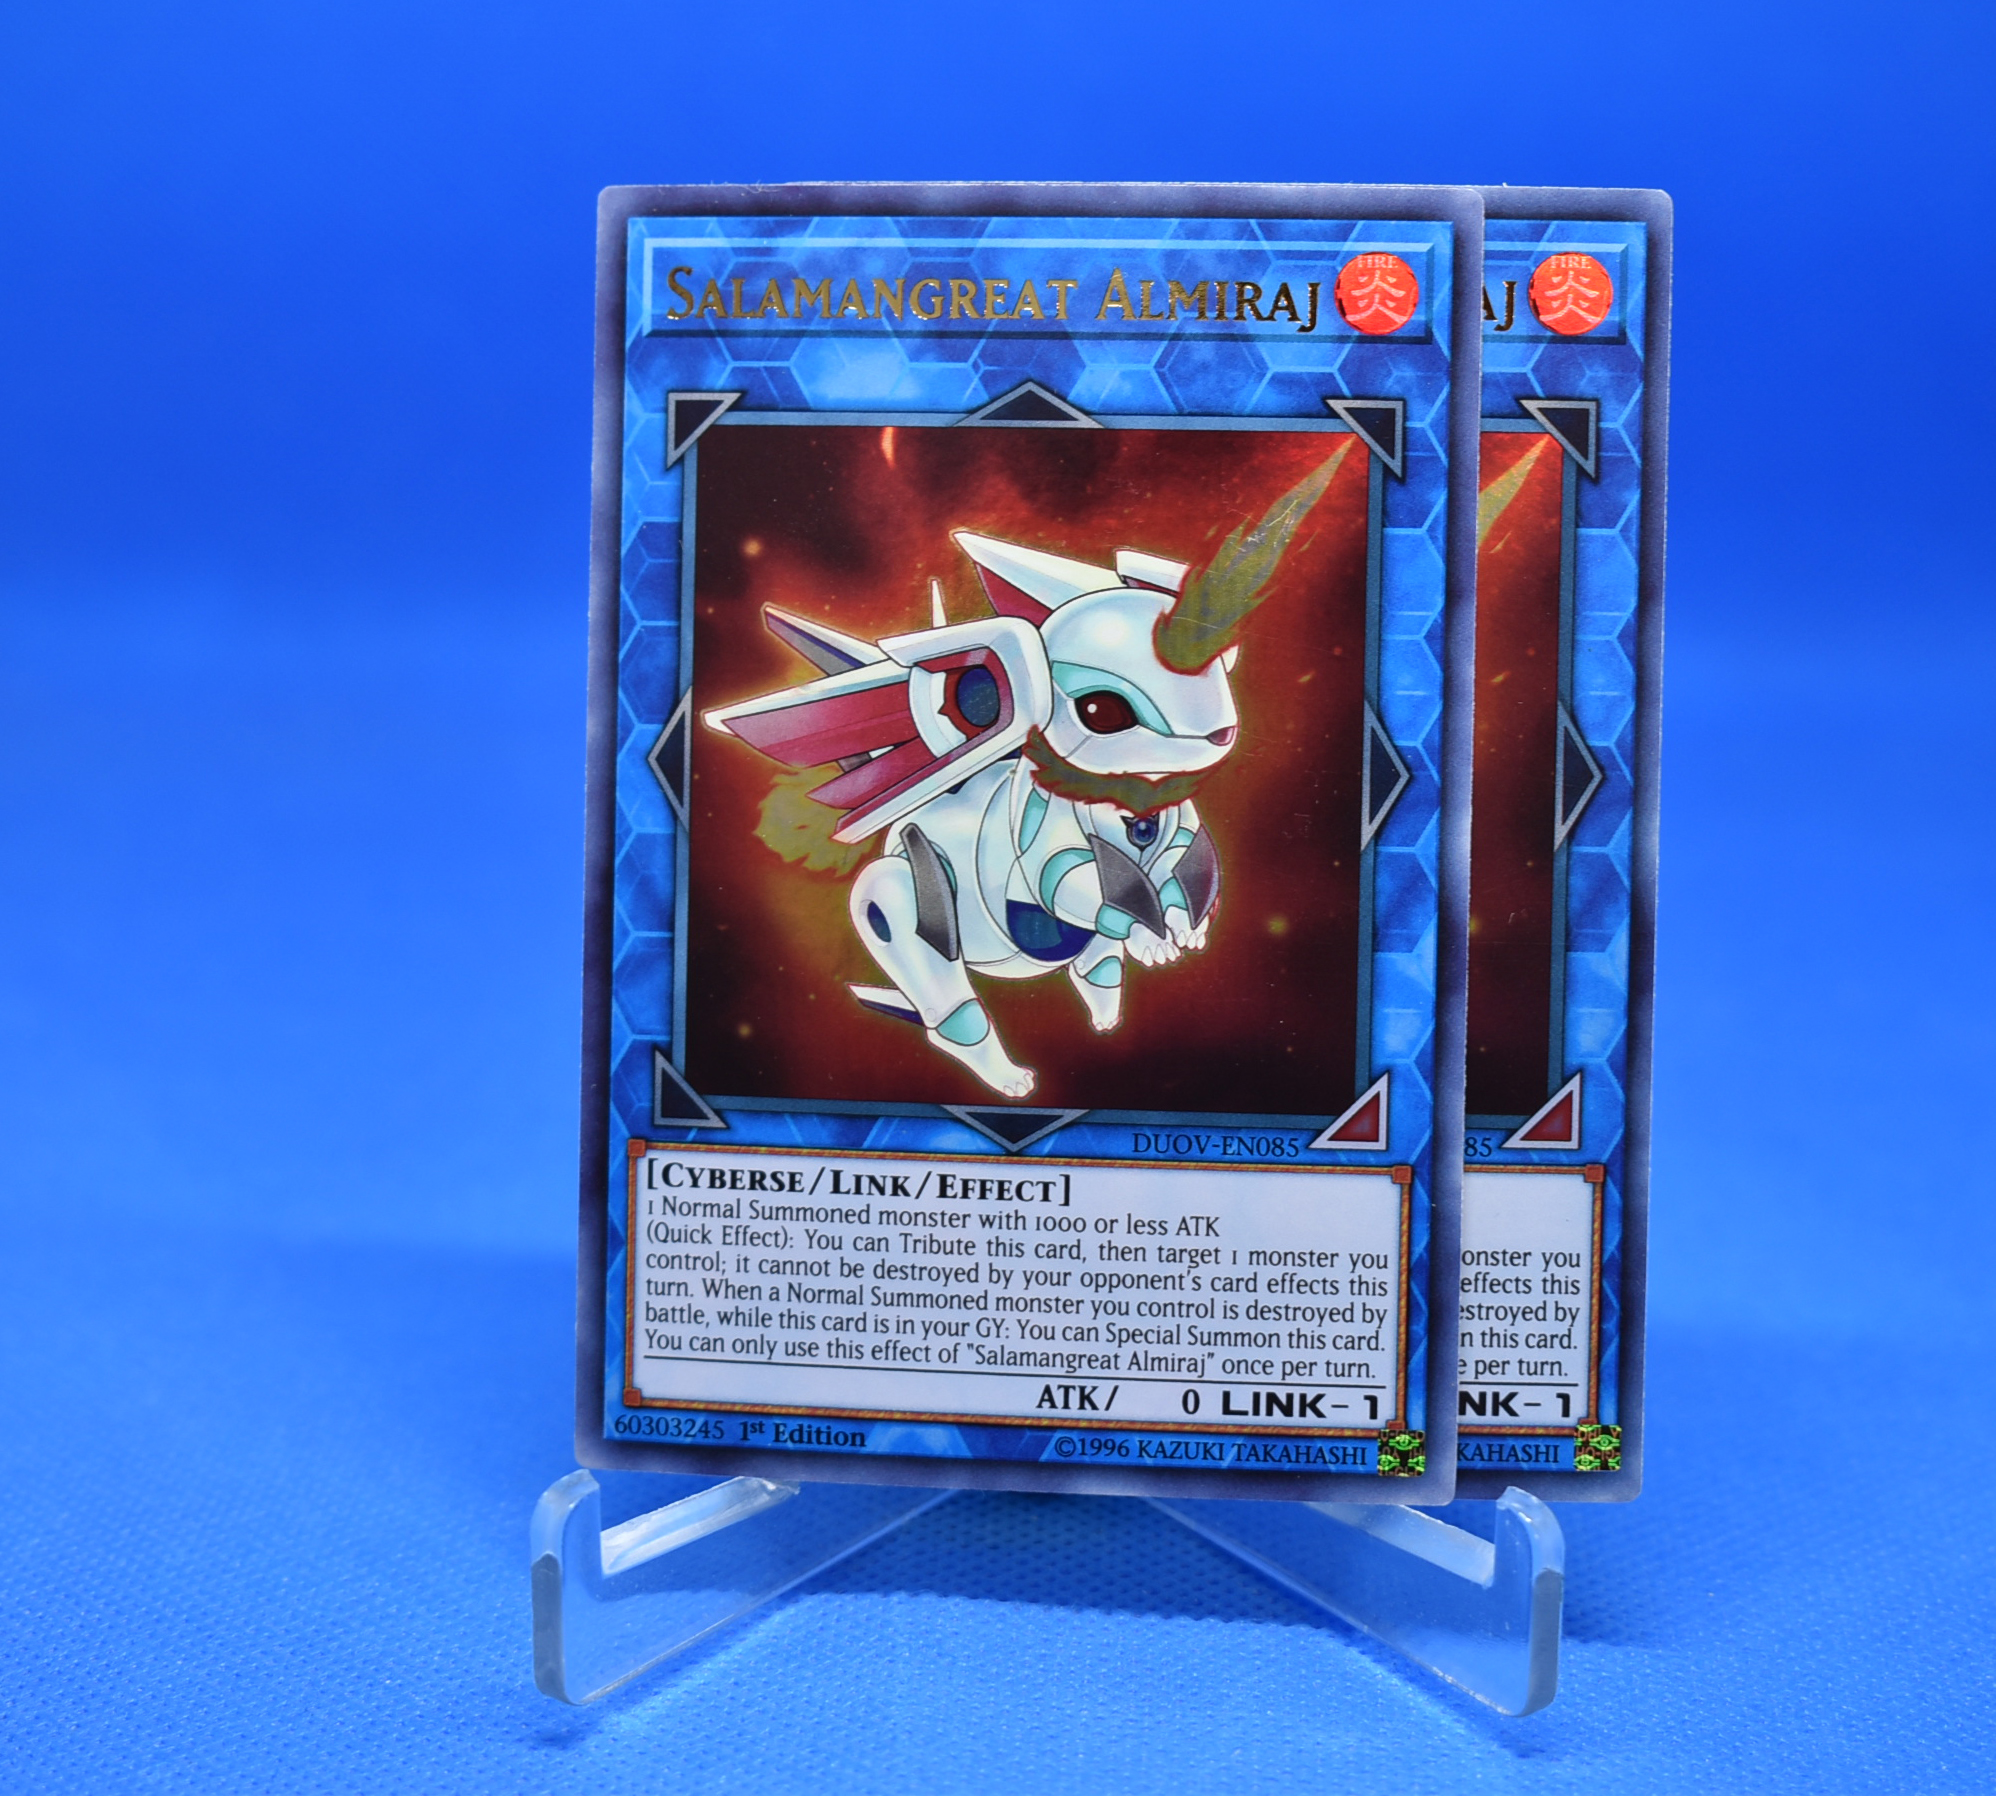 SALAMANGREAT ALMIRAJ
FIRE
炎
AJ
FIRE
炎
DUOV-EN085
85
[CYBERSE/LINK/EFFECT]
1 Normal Summoned monster with 1000 or less ATK
(Quick Effect): You can Tribute this card, then target 1 monster you
control; it cannot be destroyed by your opponent's card effects this
turn. When a Normal Summoned monster you control is destroyed by
battle, while this card is in your GY: You can Special Summon this card.
You can only use this effect of "Salamangreat Almiraj" once per turn.
ATK/ 0 LINK-1
60303245 1st Edition
©1996 KAZUKI TAKAHASHI
onster you
effects this
estroyed by
n this card.
e per turn.
NK-1
KAHASHI